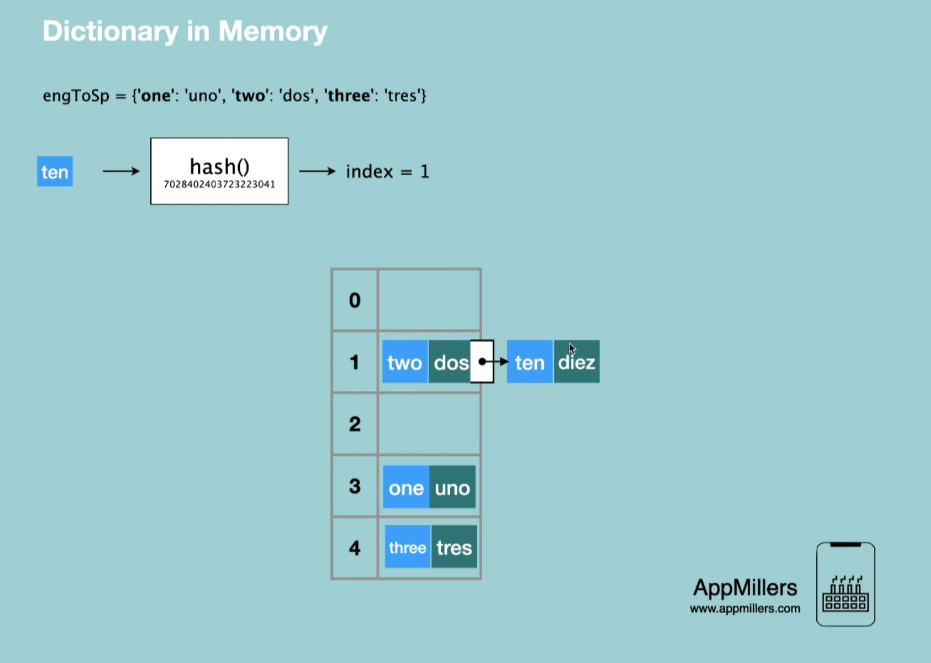 Dictionary in Memory
engToSp = {'one': 'uno', 'two': 'dos', 'three': 'tres'}
ten
hash()
7028402403723223041
index = 1
0
1 two dos ten diez
2
3 one uno
4 three tres
AppMillers
www.appmillers.com